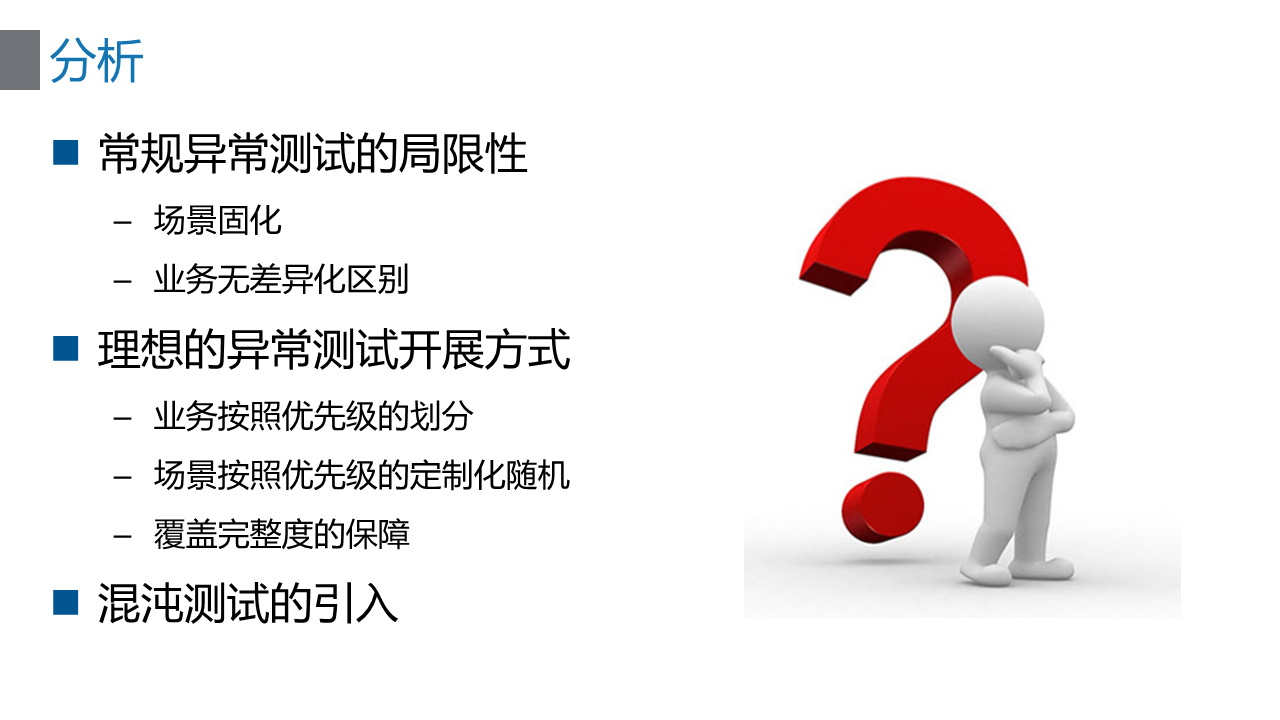 分析
常规异常测试的局限性
– 场景固化
– 业务无差异化区别
理想的异常测试开展方式
– 业务按照优先级的划分
– 场景按照优先级的定制化随机
– 覆盖完整度的保障
混沌测试的引入